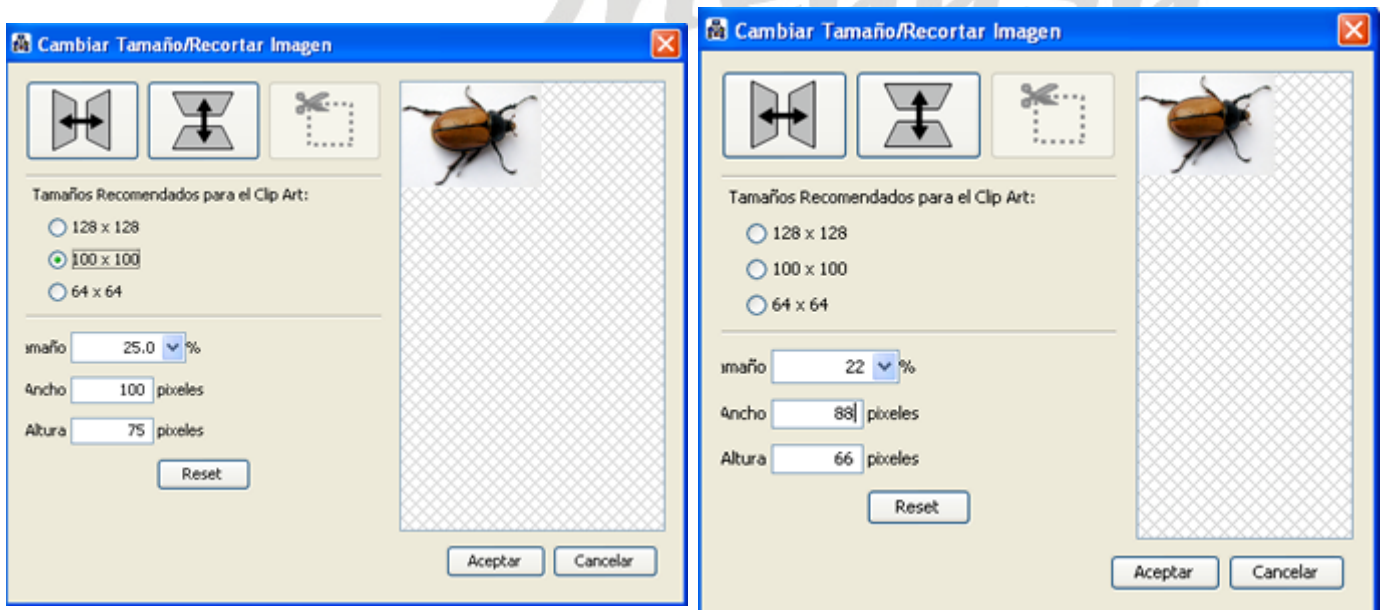 Cambiar Tamaño/Recortar Imagen
Tamaños Recomendados para el Clip Art:
128 x 128
100 x 100
64 x 64
amaño 25.0 %
Ancho 100 pixeles
Altura 75 pixeles
Reset
Aceptar Cancelar
Cambiar Tamaño/Recortar Imagen
Tamaños Recomendados para el Clip Art:
128 x 128
100 x 100
64 x 64
amaño 22 %
Ancho 88 pixeles
Altura 66 pixeles
Reset
Aceptar Cancelar